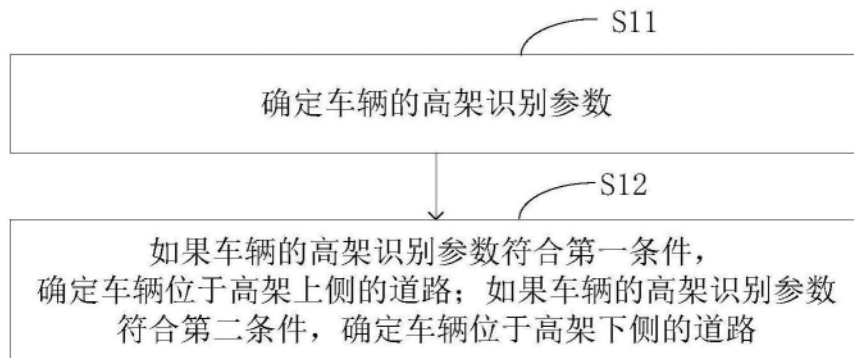 S11
确定车辆的高架识别参数
S12
如果车辆的高架识别参数符合第一条件，
确定车辆位于高架上侧的道路；如果车辆的高架识别参数
符合第二条件，确定车辆位于高架下侧的道路